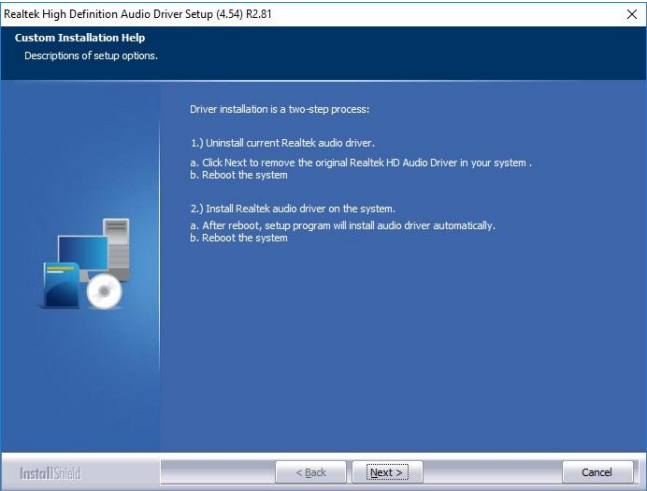 Realtek High Definition Audio Driver Setup (4.54) R2.81
Custom Installation Help
Descriptions of setup options.
Driver installation is a two-step process:
1.) Uninstall current Realtek audio driver.
a. Click Next to remove the original Realtek HD Audio Driver in your system .
b. Reboot the system
2.) Install Realtek audio driver on the system.
a. After reboot, setup program will install audio driver automatically.
b. Reboot the system
InstallShield
< Back
Next >
Cancel